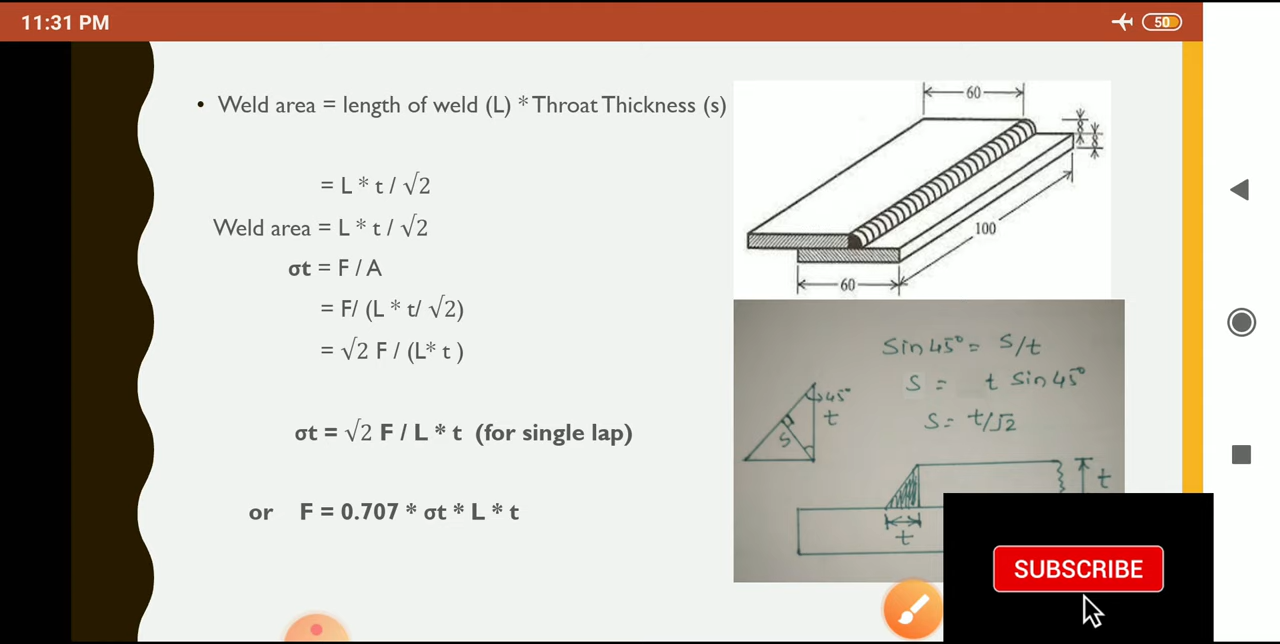 11:31 PM
50
• Weld area = length of weld (L) * Throat Thickness (s)
= L * t / √2
Weld area = L * t / √2
σt = F / A
= F/ (L * t/ √2)
= √2 F / (L* t )
σt = √2 F / L * t (for single lap)
or F = 0.707 * σt * L * t
60
100
60
Sin 45° = S/t
S = t Sin 45°
S = t/√2
45°
t
S
t
t
SUBSCRIBE